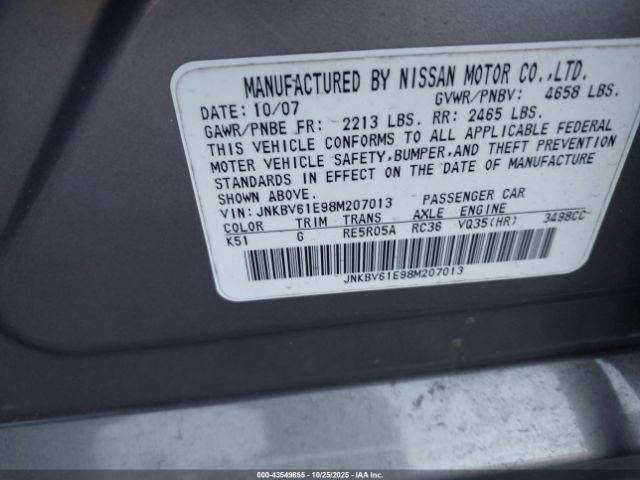 MANUFACTURED BY NISSAN MOTOR CO.,LTD.
DATE: 10/07 GVWR/PNBV: 4658 LBS.
GAWR/PNBE FR: 2213 LBS. RR: 2465 LBS.
THIS VEHICLE CONFORMS TO ALL APPLICABLE FEDERAL
MOTER VEHICLE SAFETY,BUMPER,AND THEFT PREVENTION
STANDARDS IN EFFECT ON THE DATE OF MANUFACTURE
SHOWN ABOVE.
VIN: JNKBV61E98M207013 PASSENGER CAR
COLOR TRIM TRANS AXLE ENGINE
K51 G RE5R05A RC36 VQ35(HR) 3498CC
JNKBV61E98M207013
000-43549855 - 10/25/2025 - IAAI.COM